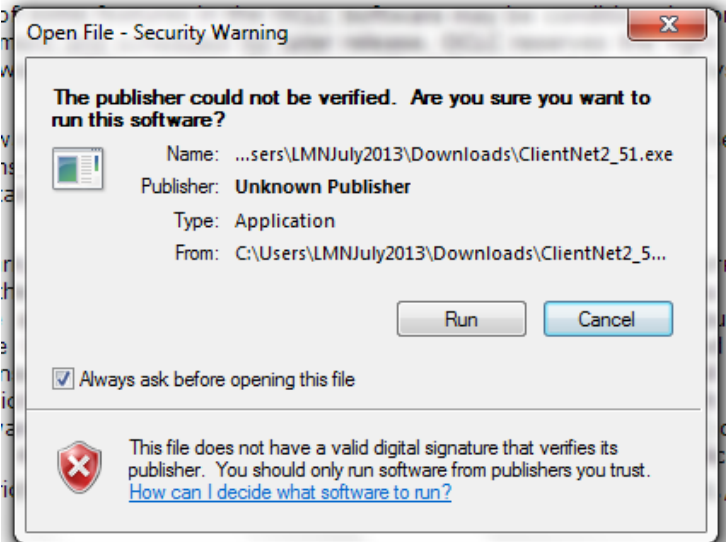 Open File - Security Warning
The publisher could not be verified. Are you sure you want to
run this software?
Name: ...sers\LMNJuly2013\Downloads\ClientNet2_51.exe
Publisher: Unknown Publisher
Type: Application
From: C:\Users\LMNJuly2013\Downloads\ClientNet2_5...
Run Cancel
Always ask before opening this file
This file does not have a valid digital signature that verifies its
publisher. You should only run software from publishers you trust.
How can I decide what software to run?